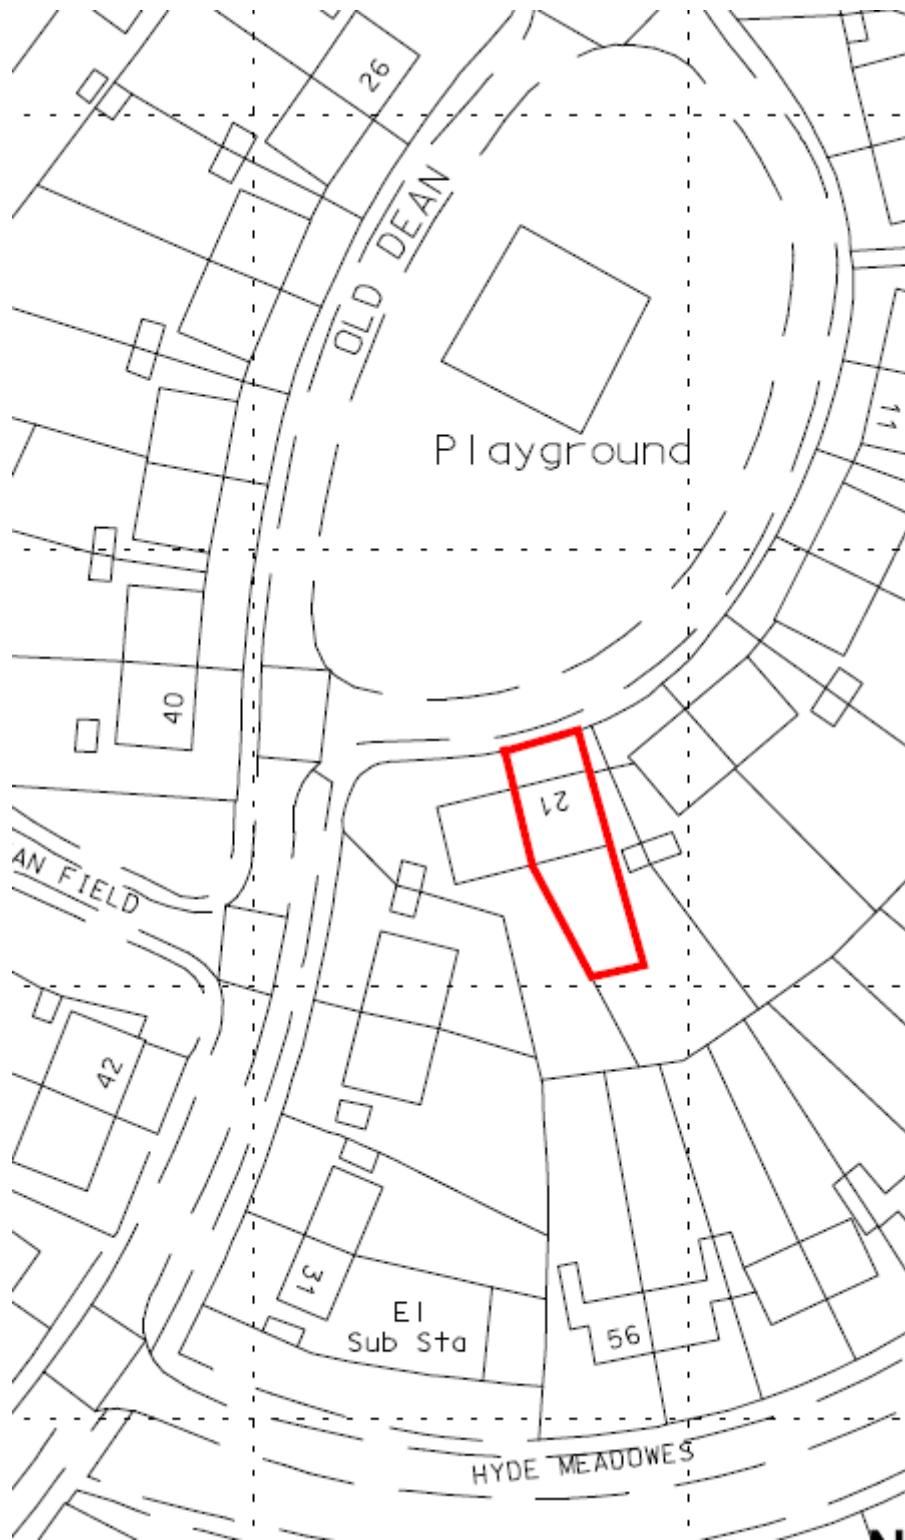 26
OLD DEAN
11
Playground
40
21
AN FIELD
42
31
El
Sub Sta
56
HYDE MEADOWES
N